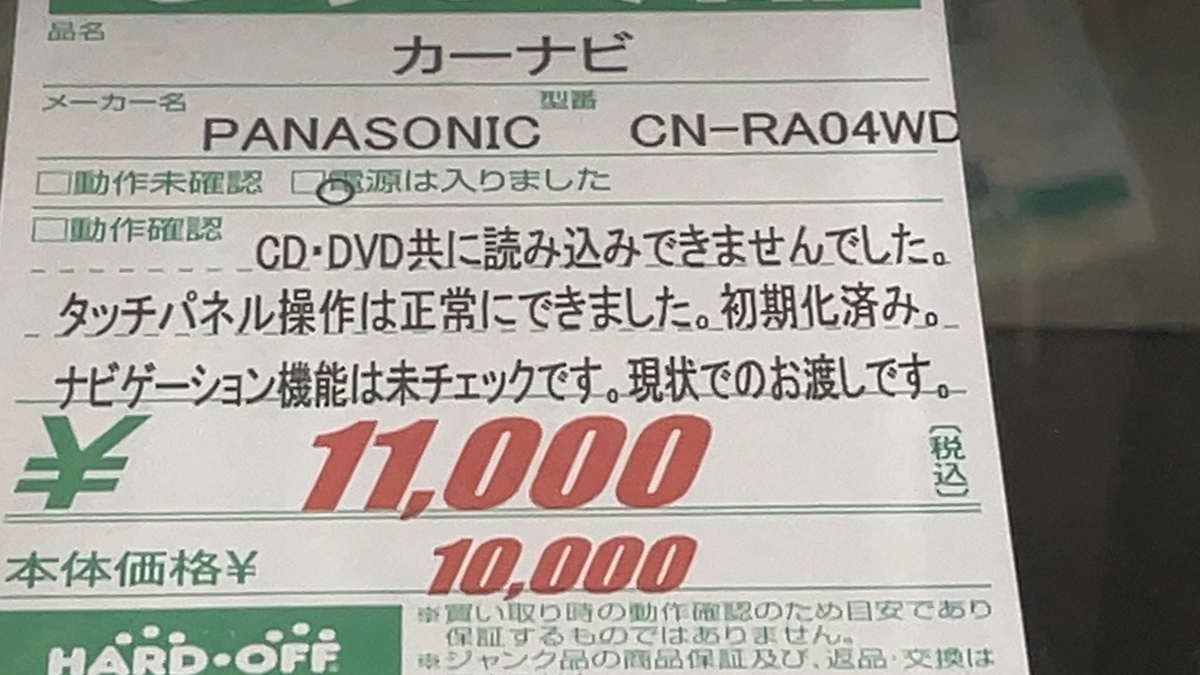 品名
カーナビ
メーカー名 型番
PANASONIC CN-RA04WD
□動作未確認 □電源は入りました
□動作確認
CD・DVD共に読み込みできませんでした。
タッチパネル操作は正常にできました。初期化済み。
ナビゲーション機能は未チェックです。現状でのお渡しです。
¥ 11,000 (税込)
本体価格¥ 10,000
※買い取り時の動作確認のため目安であり
保証するものではありません。
HARD・OFF
※ジャンク品の商品保証及び、返品・交換は